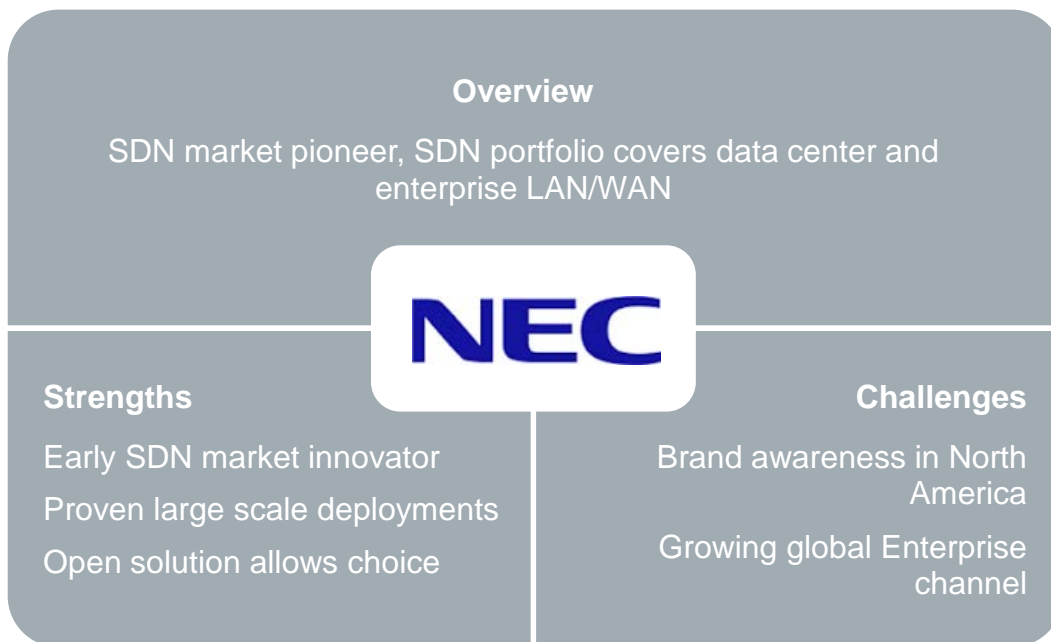 Overview
SDN market pioneer, SDN portfolio covers data center and
enterprise LAN/WAN
NEC
Strengths
Early SDN market innovator
Proven large scale deployments
Open solution allows choice
Challenges
Brand awareness in North
America
Growing global Enterprise
channel